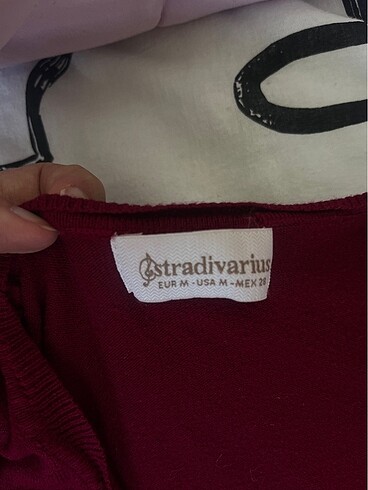 stradivarius
EUR M - USA M - MEX 28